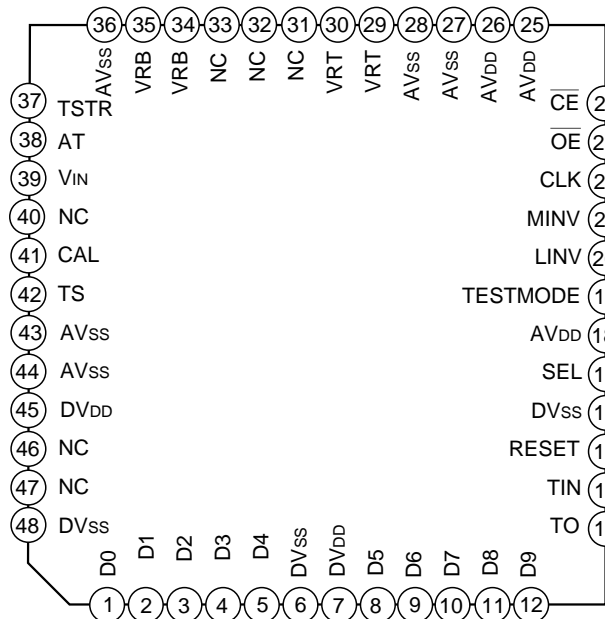 36 35 34 33 32 31 30 29 28 27 26 25
AVSS VRB VRB NC NC NC VRT VRT AVSS AVSS AVDD AVDD
37 TSTR
38 AT
39 VIN
40 NC
41 CAL
42 TS
43 AVSS
44 AVSS
45 DVDD
46 NC
47 NC
48 DVSS
CE
OE
CLK
MINV
LINV
TESTMODE
AVDD
SEL
DVSS
RESET
TIN
TO
D0 D1 D2 D3 D4 DVSS DVDD D5 D6 D7 D8 D9
1 2 3 4 5 6 7 8 9 10 11 12